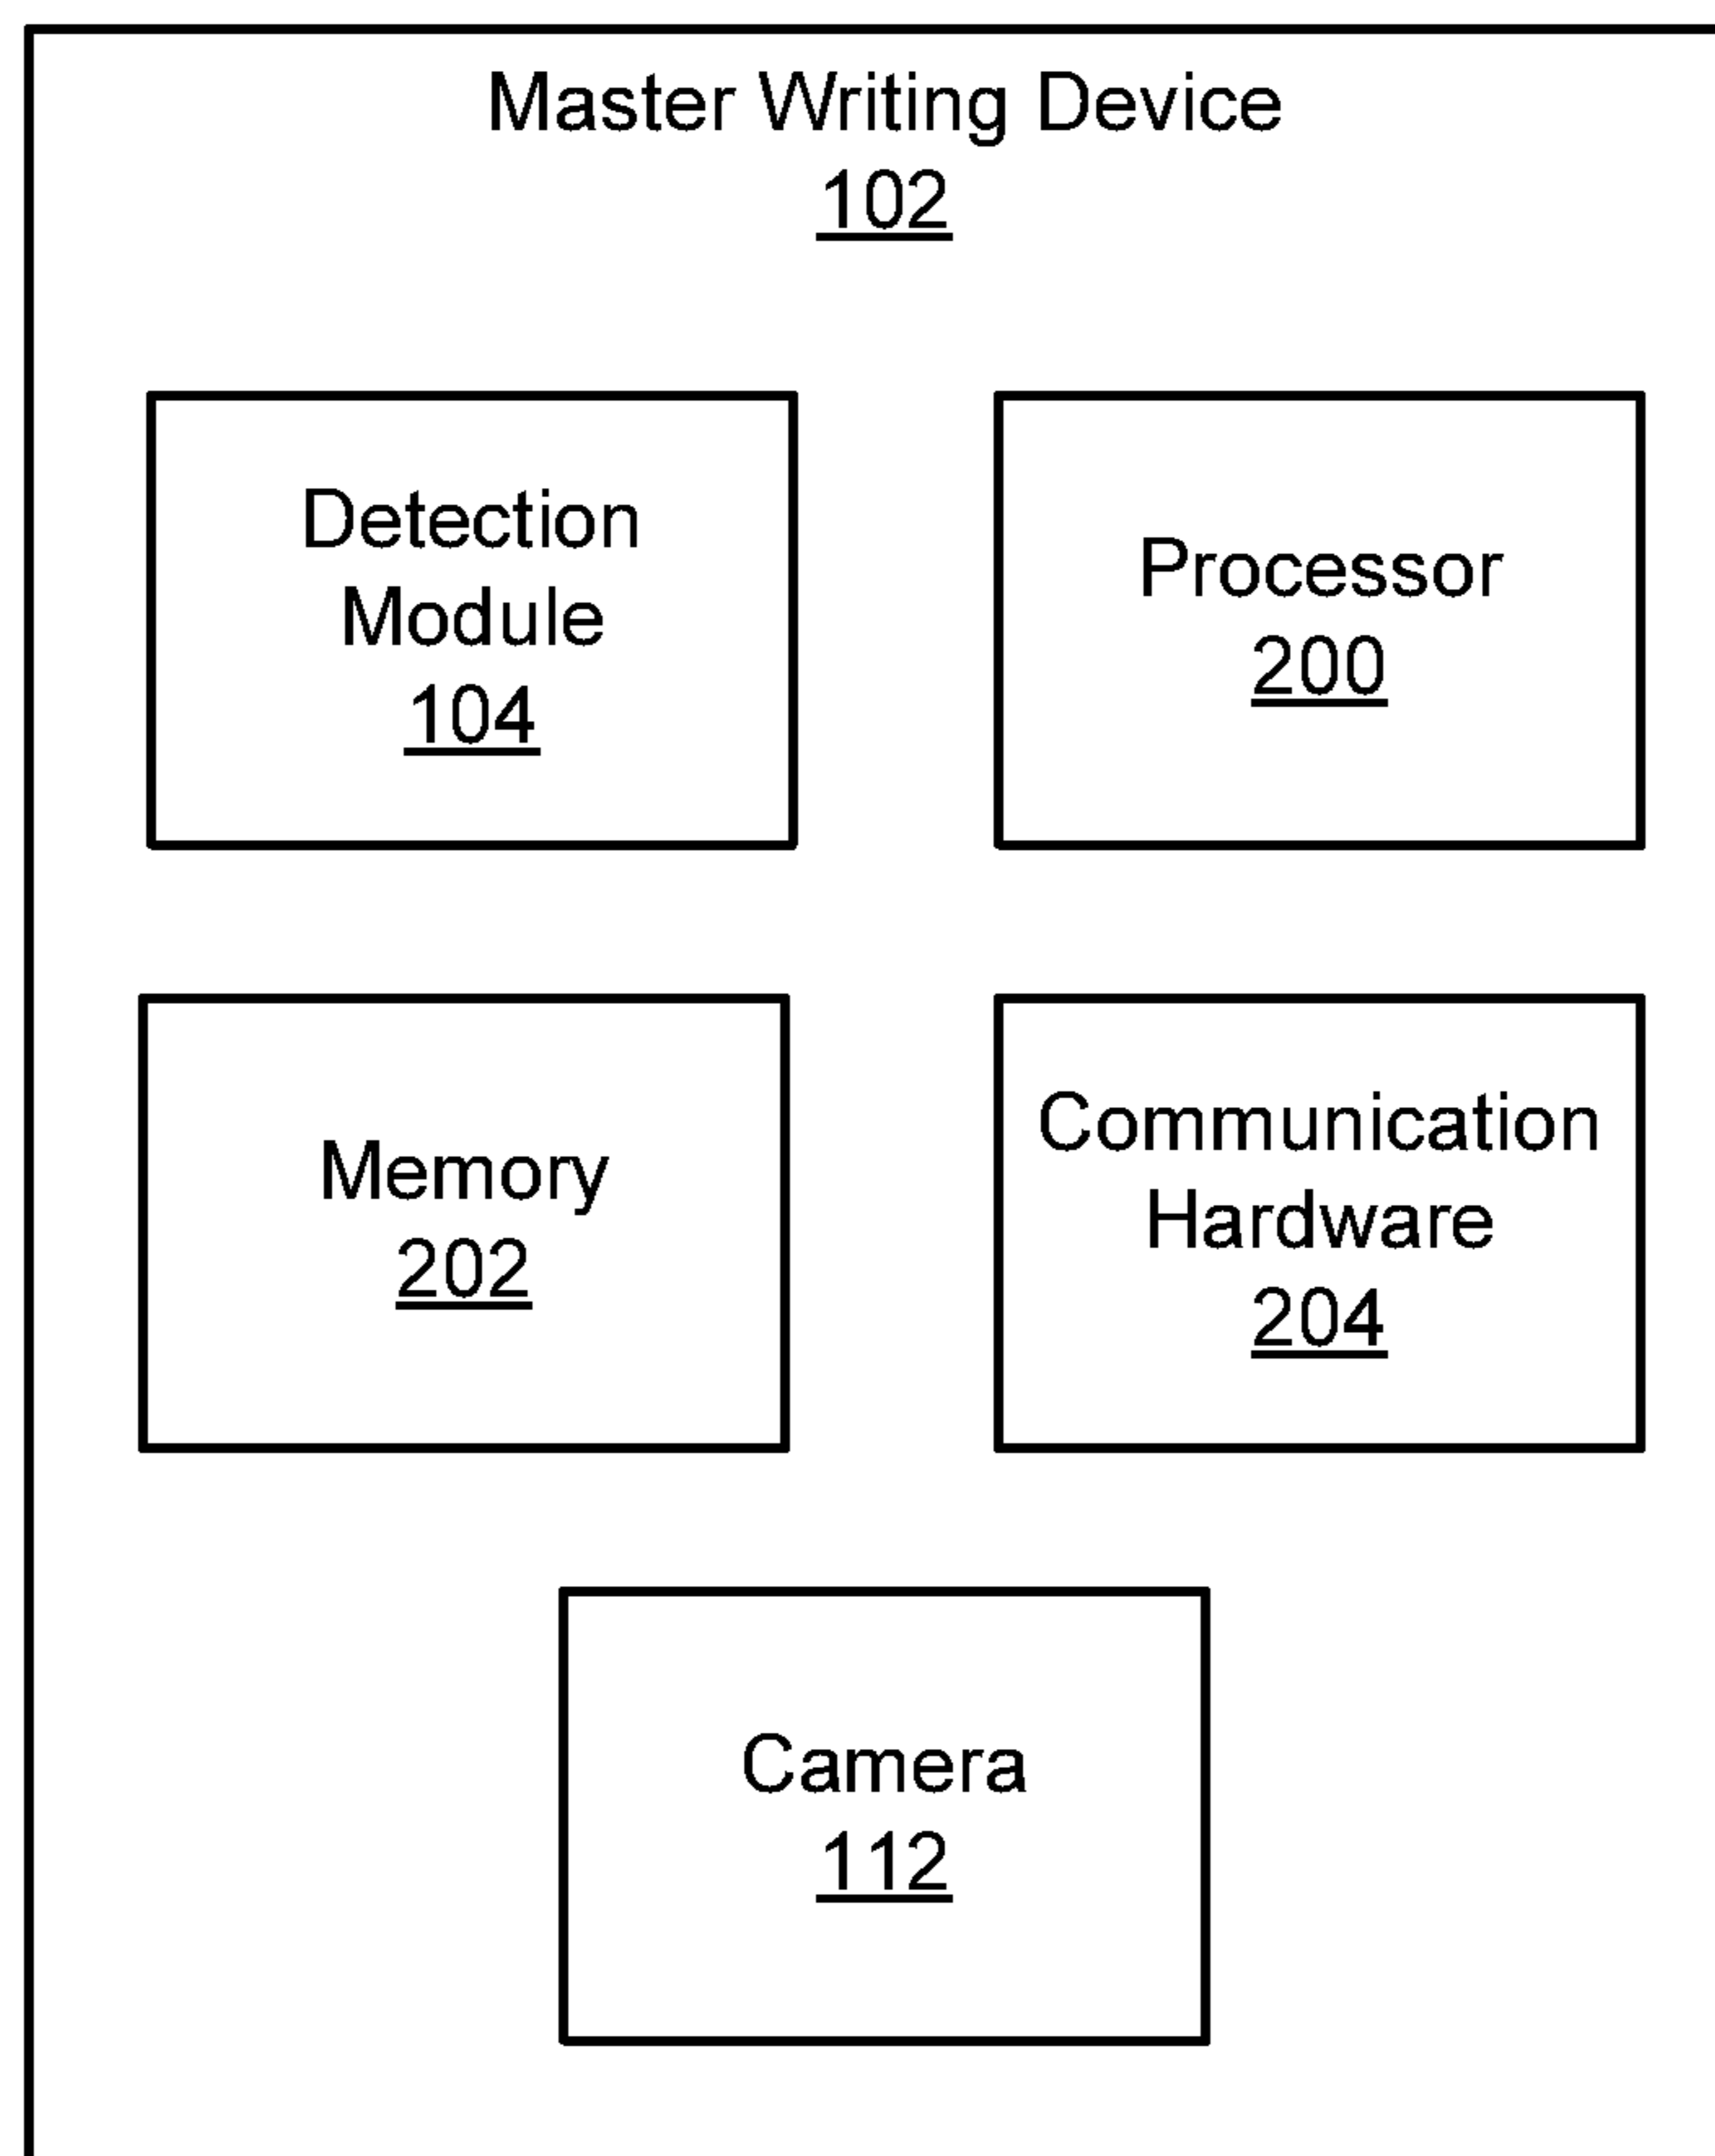 Master Writing Device
102
Detection
Module
104
Processor
200
Memory
202
Communication
Hardware
204
Camera
112